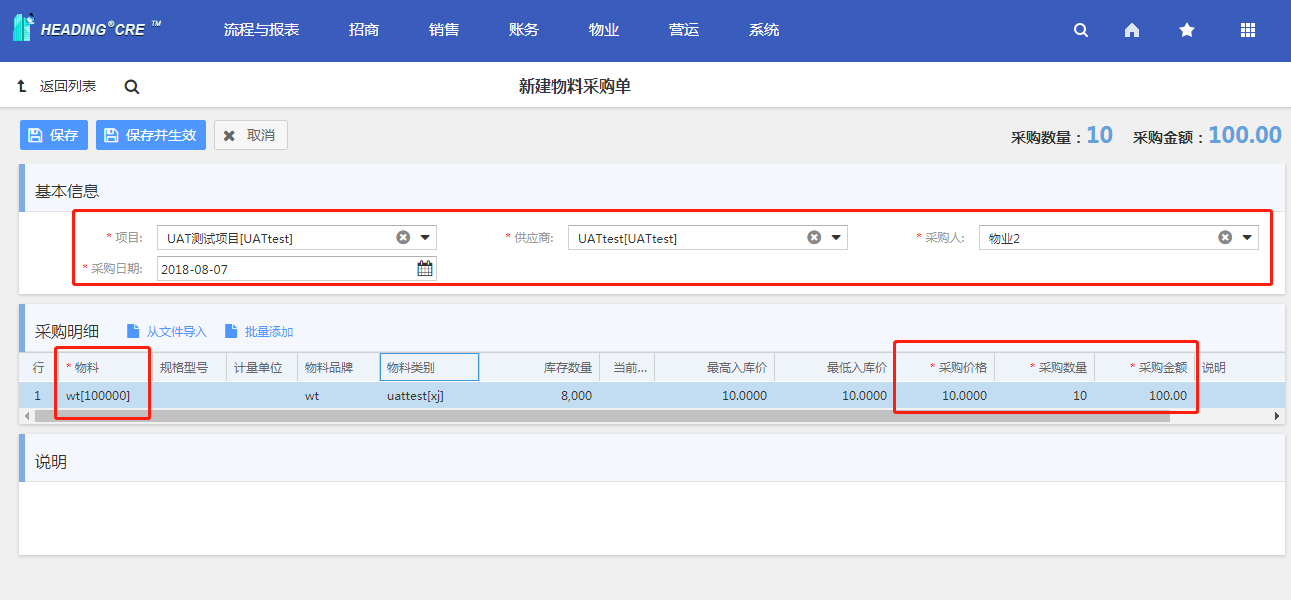 HEADING®CRE ™ 流程与报表 招商 销售 账务 物业 营运 系统
返回列表 新建物料采购单
保存 保存并生效 取消 采购数量：10 采购金额：100.00
基本信息
* 项目: UAT测试项目[UATtest] * 供应商: UATtest[UATtest] * 采购人: 物业2
* 采购日期: 2018-08-07
采购明细 从文件导入 批量添加
行 * 物料 规格型号 计量单位 物料品牌 物料类别 库存数量 当前... 最高入库价 最低入库价 * 采购价格 * 采购数量 * 采购金额 说明
1 wt[100000] wt uattest[xj] 8,000 10.0000 10.0000 10.0000 10 100.00
说明